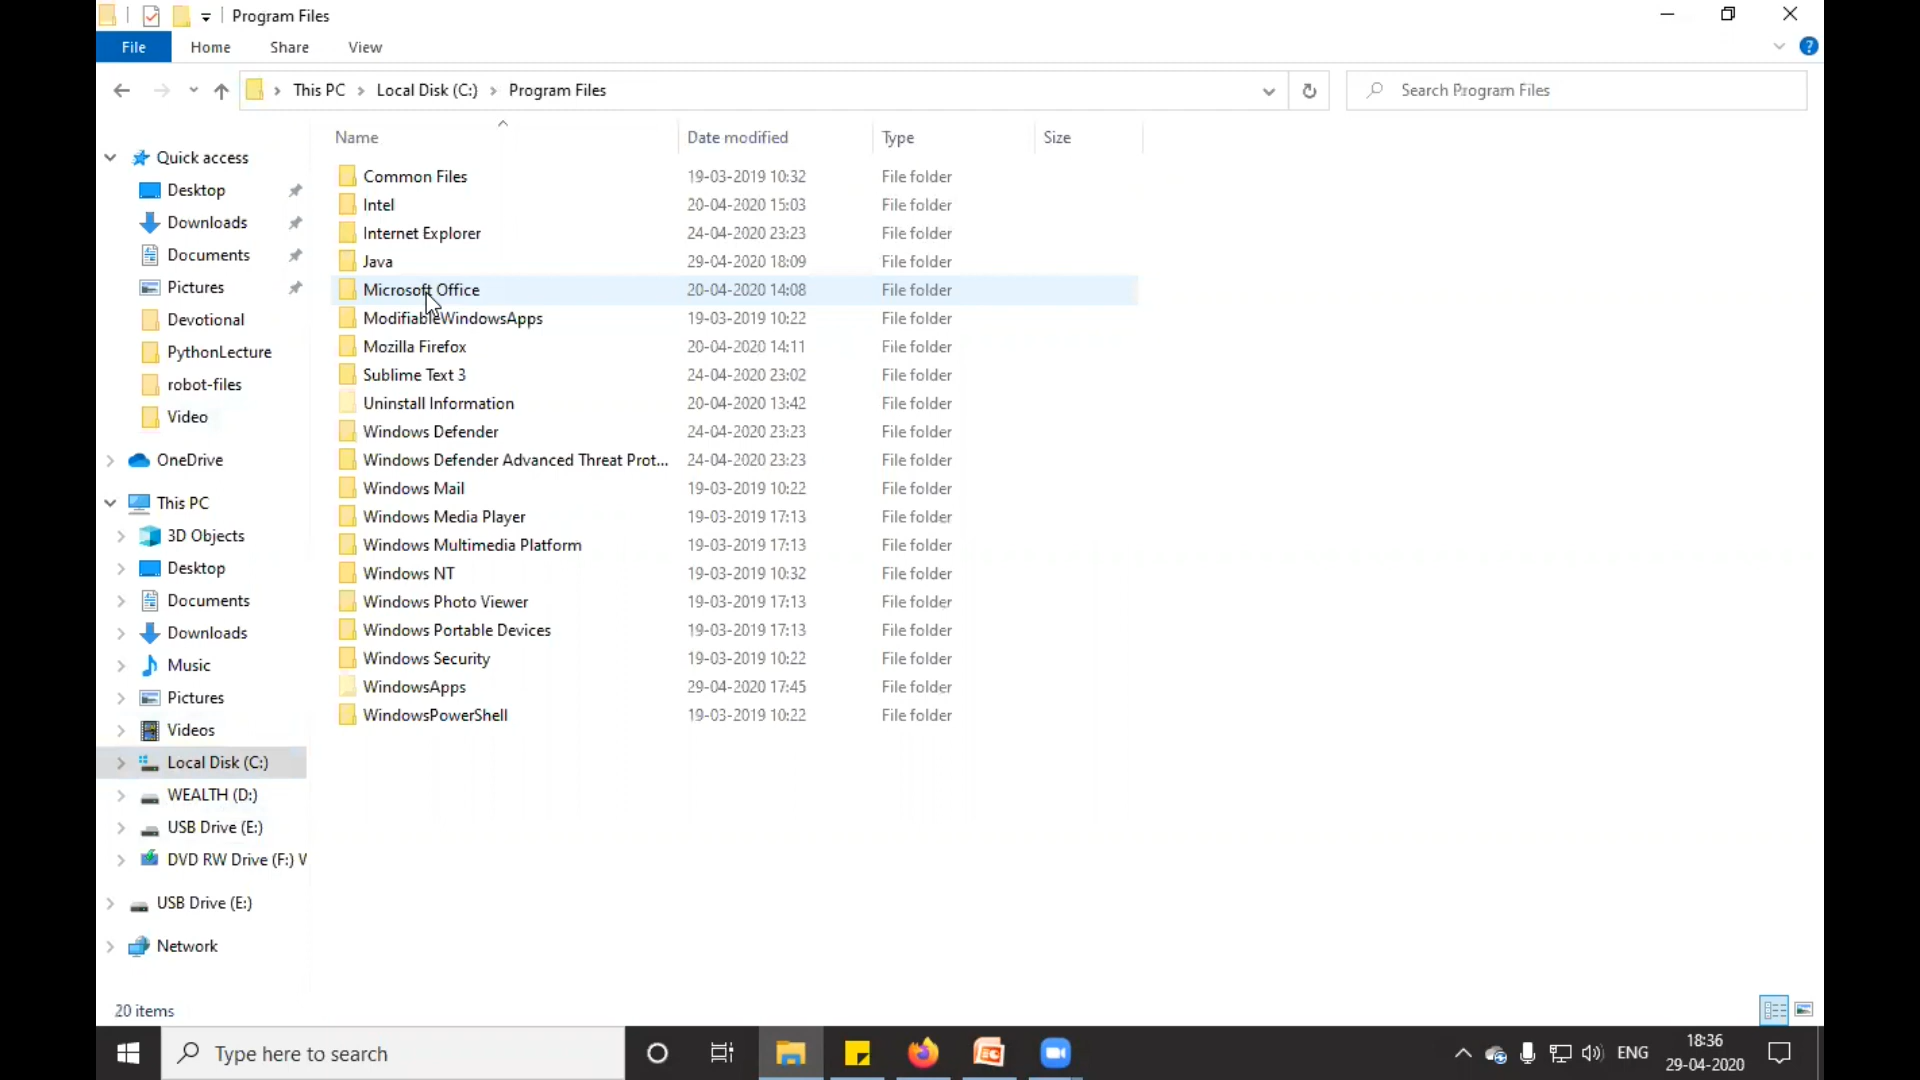 Program Files
File Home Share View
This PC Local Disk (C:) Program Files
Search Program Files
Name Date modified Type Size
Quick access
Desktop
Downloads
Documents
Pictures
Devotional
PythonLecture
robot-files
Video
OneDrive
This PC
3D Objects
Desktop
Documents
Downloads
Music
Pictures
Videos
Local Disk (C:)
WEALTH (D:)
USB Drive (E:)
DVD RW Drive (F:) W
USB Drive (E:)
Network
Common Files 19-03-2019 10:32 File folder
Intel 20-04-2020 15:03 File folder
Internet Explorer 24-04-2020 23:23 File folder
Java 29-04-2020 18:09 File folder
Microsoft Office 20-04-2020 14:08 File folder
ModifiableWindowsApps 19-03-2019 10:22 File folder
Mozilla Firefox 20-04-2020 14:11 File folder
Sublime Text 3 24-04-2020 23:02 File folder
Uninstall Information 20-04-2020 13:42 File folder
Windows Defender 24-04-2020 23:23 File folder
Windows Defender Advanced Threat Prot... 24-04-2020 23:23 File folder
Windows Mail 19-03-2019 10:22 File folder
Windows Media Player 19-03-2019 17:13 File folder
Windows Multimedia Platform 19-03-2019 17:13 File folder
Windows NT 19-03-2019 10:32 File folder
Windows Photo Viewer 19-03-2019 17:13 File folder
Windows Portable Devices 19-03-2019 17:13 File folder
Windows Security 19-03-2019 10:22 File folder
WindowsApps 29-04-2020 17:45 File folder
WindowsPowerShell 19-03-2019 10:22 File folder
20 items
Type here to search
ENG
18:36
29-04-2020